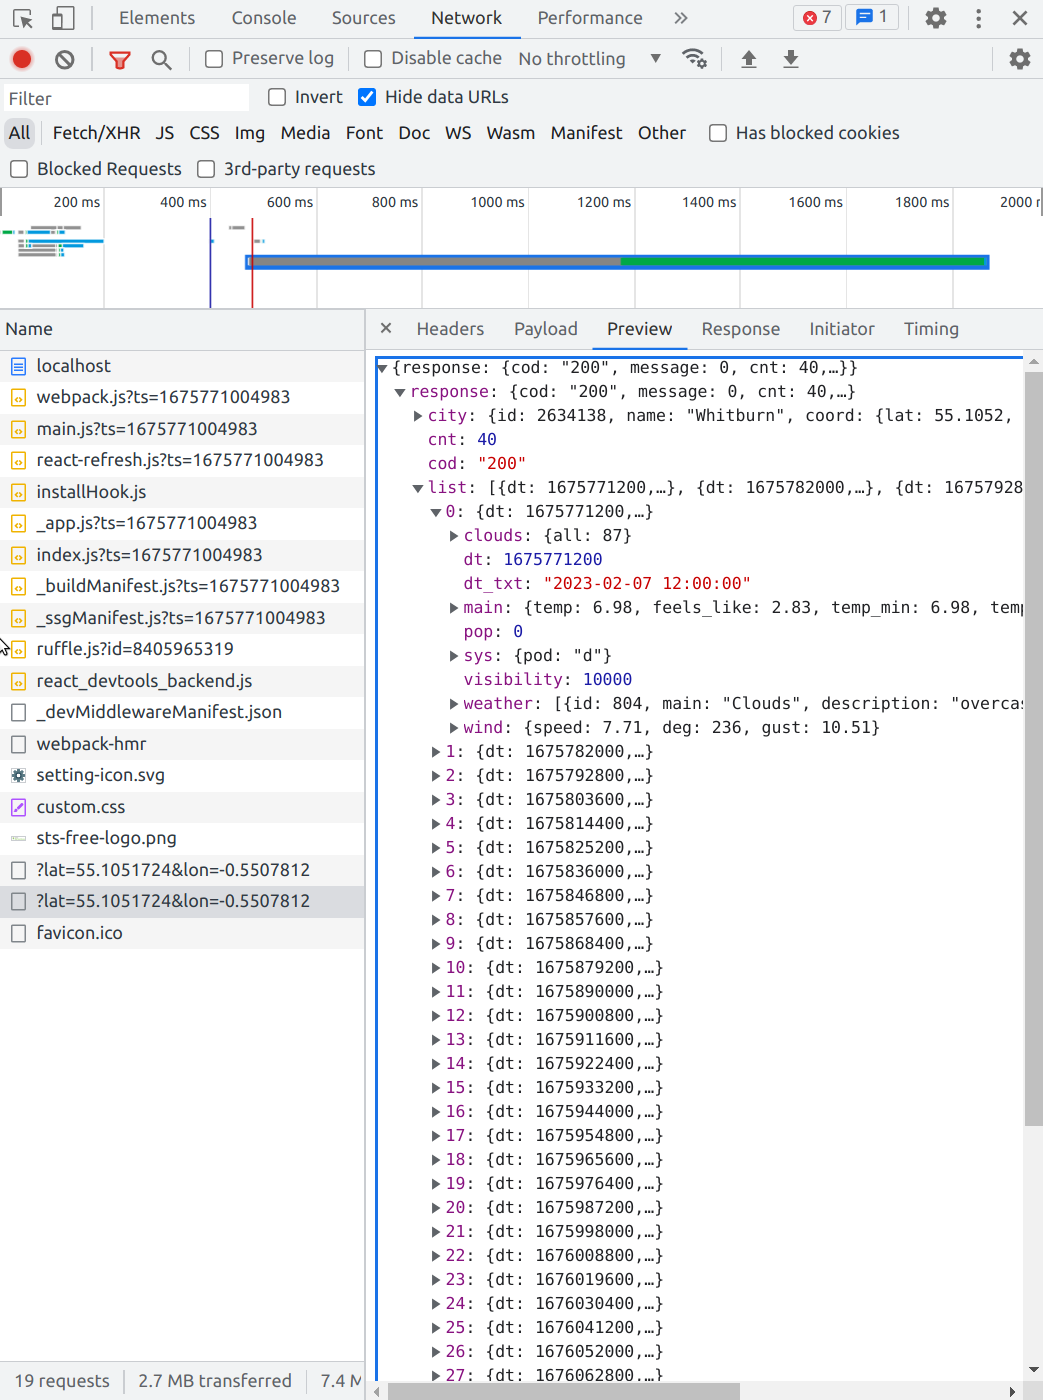 Elements Console Sources Network Performance 7 1
Preserve log Disable cache No throttling
Filter Invert Hide data URLs
All Fetch/XHR JS CSS Img Media Font Doc WS Wasm Manifest Other Has blocked cookies
Blocked Requests 3rd-party requests
200 ms 400 ms 600 ms 800 ms 1000 ms 1200 ms 1400 ms 1600 ms 1800 ms 2000 r
Name
localhost
webpack.js?ts=1675771004983
main.js?ts=1675771004983
react-refresh.js?ts=1675771004983
installHook.js
_app.js?ts=1675771004983
index.js?ts=1675771004983
_buildManifest.js?ts=1675771004983
_ssgManifest.js?ts=1675771004983
ruffle.js?id=8405965319
react_devtools_backend.js
_devMiddlewareManifest.json
webpack-hmr
setting-icon.svg
custom.css
sts-free-logo.png
?lat=55.1051724&lon=-0.5507812
?lat=55.1051724&lon=-0.5507812
favicon.ico
19 requests 2.7 MB transferred 7.4 M
Headers Payload Preview Response Initiator Timing
{response: {cod: "200", message: 0, cnt: 40,…}}
response: {cod: "200", message: 0, cnt: 40,…}
city: {id: 2634138, name: "Whitburn", coord: {lat: 55.1052,
cnt: 40
cod: "200"
list: [{dt: 1675771200,…}, {dt: 1675782000,…}, {dt: 16757928
0: {dt: 1675771200,…}
clouds: {all: 87}
dt: 1675771200
dt_txt: "2023-02-07 12:00:00"
main: {temp: 6.98, feels_like: 2.83, temp_min: 6.98, temp
pop: 0
sys: {pod: "d"}
visibility: 10000
weather: [{id: 804, main: "Clouds", description: "overcas
wind: {speed: 7.71, deg: 236, gust: 10.51}
1: {dt: 1675782000,…}
2: {dt: 1675792800,…}
3: {dt: 1675803600,…}
4: {dt: 1675814400,…}
5: {dt: 1675825200,…}
6: {dt: 1675836000,…}
7: {dt: 1675846800,…}
8: {dt: 1675857600,…}
9: {dt: 1675868400,…}
10: {dt: 1675879200,…}
11: {dt: 1675890000,…}
12: {dt: 1675900800,…}
13: {dt: 1675911600,…}
14: {dt: 1675922400,…}
15: {dt: 1675933200,…}
16: {dt: 1675944000,…}
17: {dt: 1675954800,…}
18: {dt: 1675965600,…}
19: {dt: 1675976400,…}
20: {dt: 1675987200,…}
21: {dt: 1675998000,…}
22: {dt: 1676008800,…}
23: {dt: 1676019600,…}
24: {dt: 1676030400,…}
25: {dt: 1676041200,…}
26: {dt: 1676052000,…}
27: {dt: 1676062800,…}